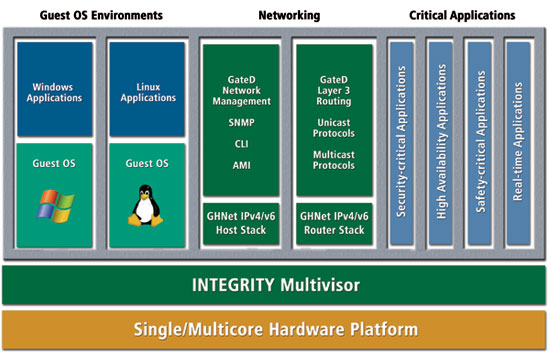 Guest OS Environments
Networking
Critical Applications
Windows
Applications
Guest OS
Linux
Applications
Guest OS
GateD
Network
Management
SNMP
CLI
AMI
GHNet IPv4/v6
Host Stack
GateD
Layer 3
Routing
Unicast
Protocols
Multicast
Protocols
GHNet IPv4/v6
Router Stack
Security-critical Applications
High Availability Applications
Safety-critical Applications
Real-time Applications
INTEGRITY Multivisor
Single/Multicore Hardware Platform